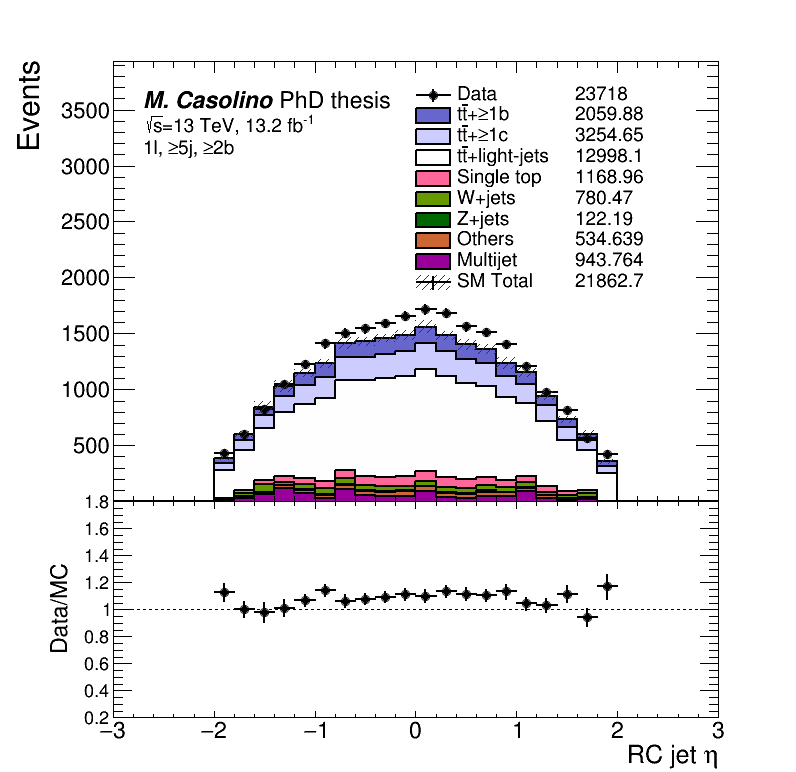 Events
3500
3000
2500
2000
1500
1000
500
M. Casolino PhD thesis
√s=13 TeV, 13.2 fb⁻¹
1l, ≥5j, ≥2b
Data 23718
tt̄+≥1b 2059.88
tt̄+≥1c 3254.65
tt̄+light-jets 12998.1
Single top 1168.96
W+jets 780.47
Z+jets 122.19
Others 534.639
Multijet 943.764
SM Total 21862.7
Data/MC
1.8
1.6
1.4
1.2
1
0.8
0.6
0.4
0.2
−3 −2 −1 0 1 2 3
RC jet η